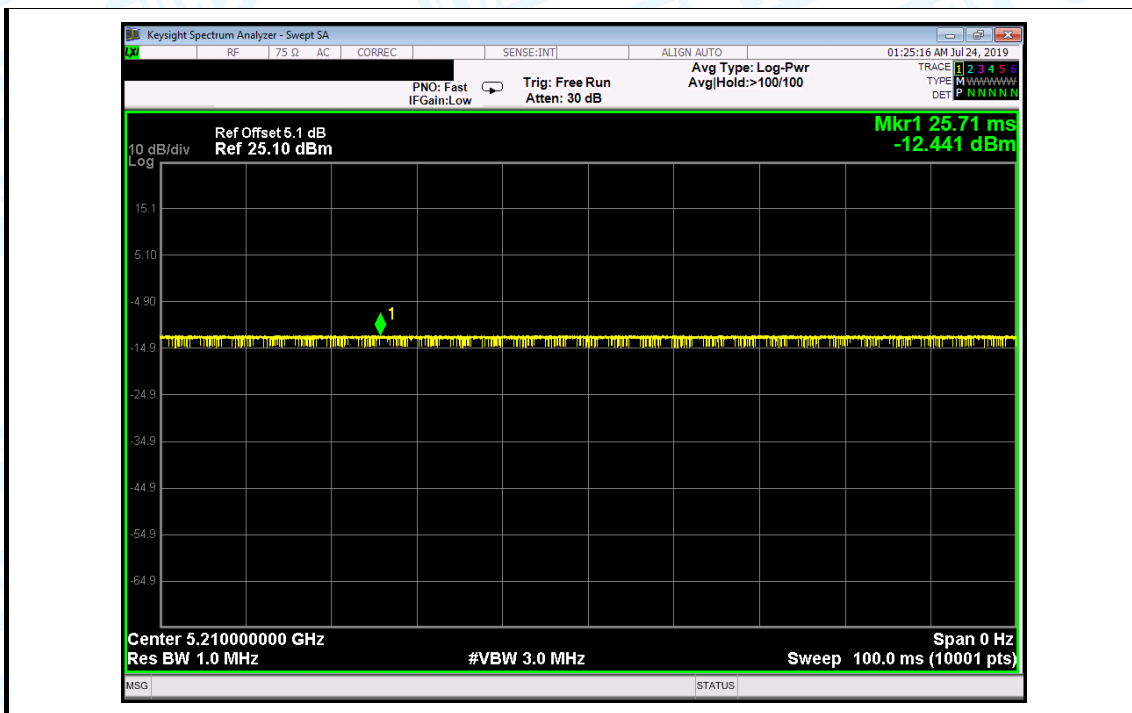 Keysight Spectrum Analyzer - Swept SA
LXI RF 75 Ω AC CORREC SENSE:INT ALIGN AUTO 01:25:16 AM Jul 24, 2019
Avg Type: Log-Pwr TRACE 1 2 3 4 5 6
PNO: Fast Trig: Free Run Avg|Hold:>100/100 TYPE M W W W W W
IFGain:Low Atten: 30 dB DET P N N N N N
Ref Offset 5.1 dB Mkr1 25.71 ms
10 dB/div Ref 25.10 dBm -12.441 dBm
Log
15.1
5.10
-4.90
1
-14.9
-24.9
-34.9
-44.9
-54.9
-64.9
Center 5.210000000 GHz Span 0 Hz
Res BW 1.0 MHz #VBW 3.0 MHz Sweep 100.0 ms (10001 pts)
MSG STATUS